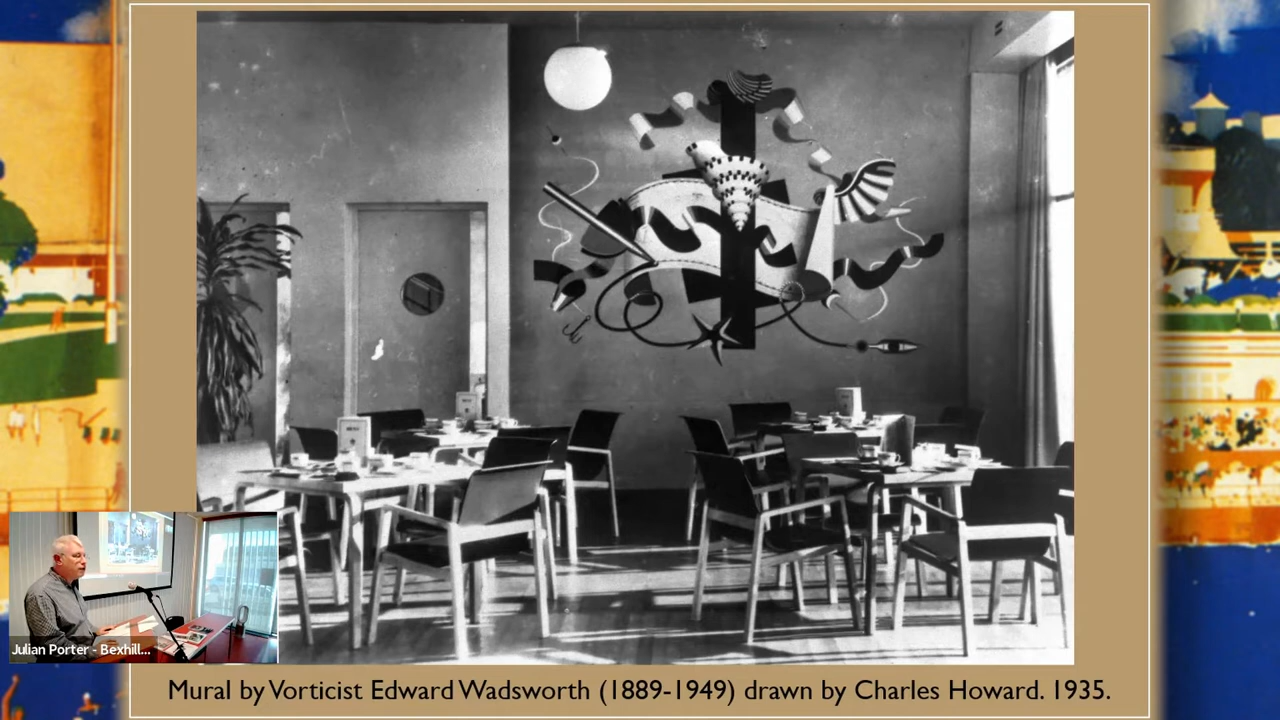 Julian Porter - Bexhill...
Mural by Vorticist Edward Wadsworth (1889-1949) drawn by Charles Howard. 1935.